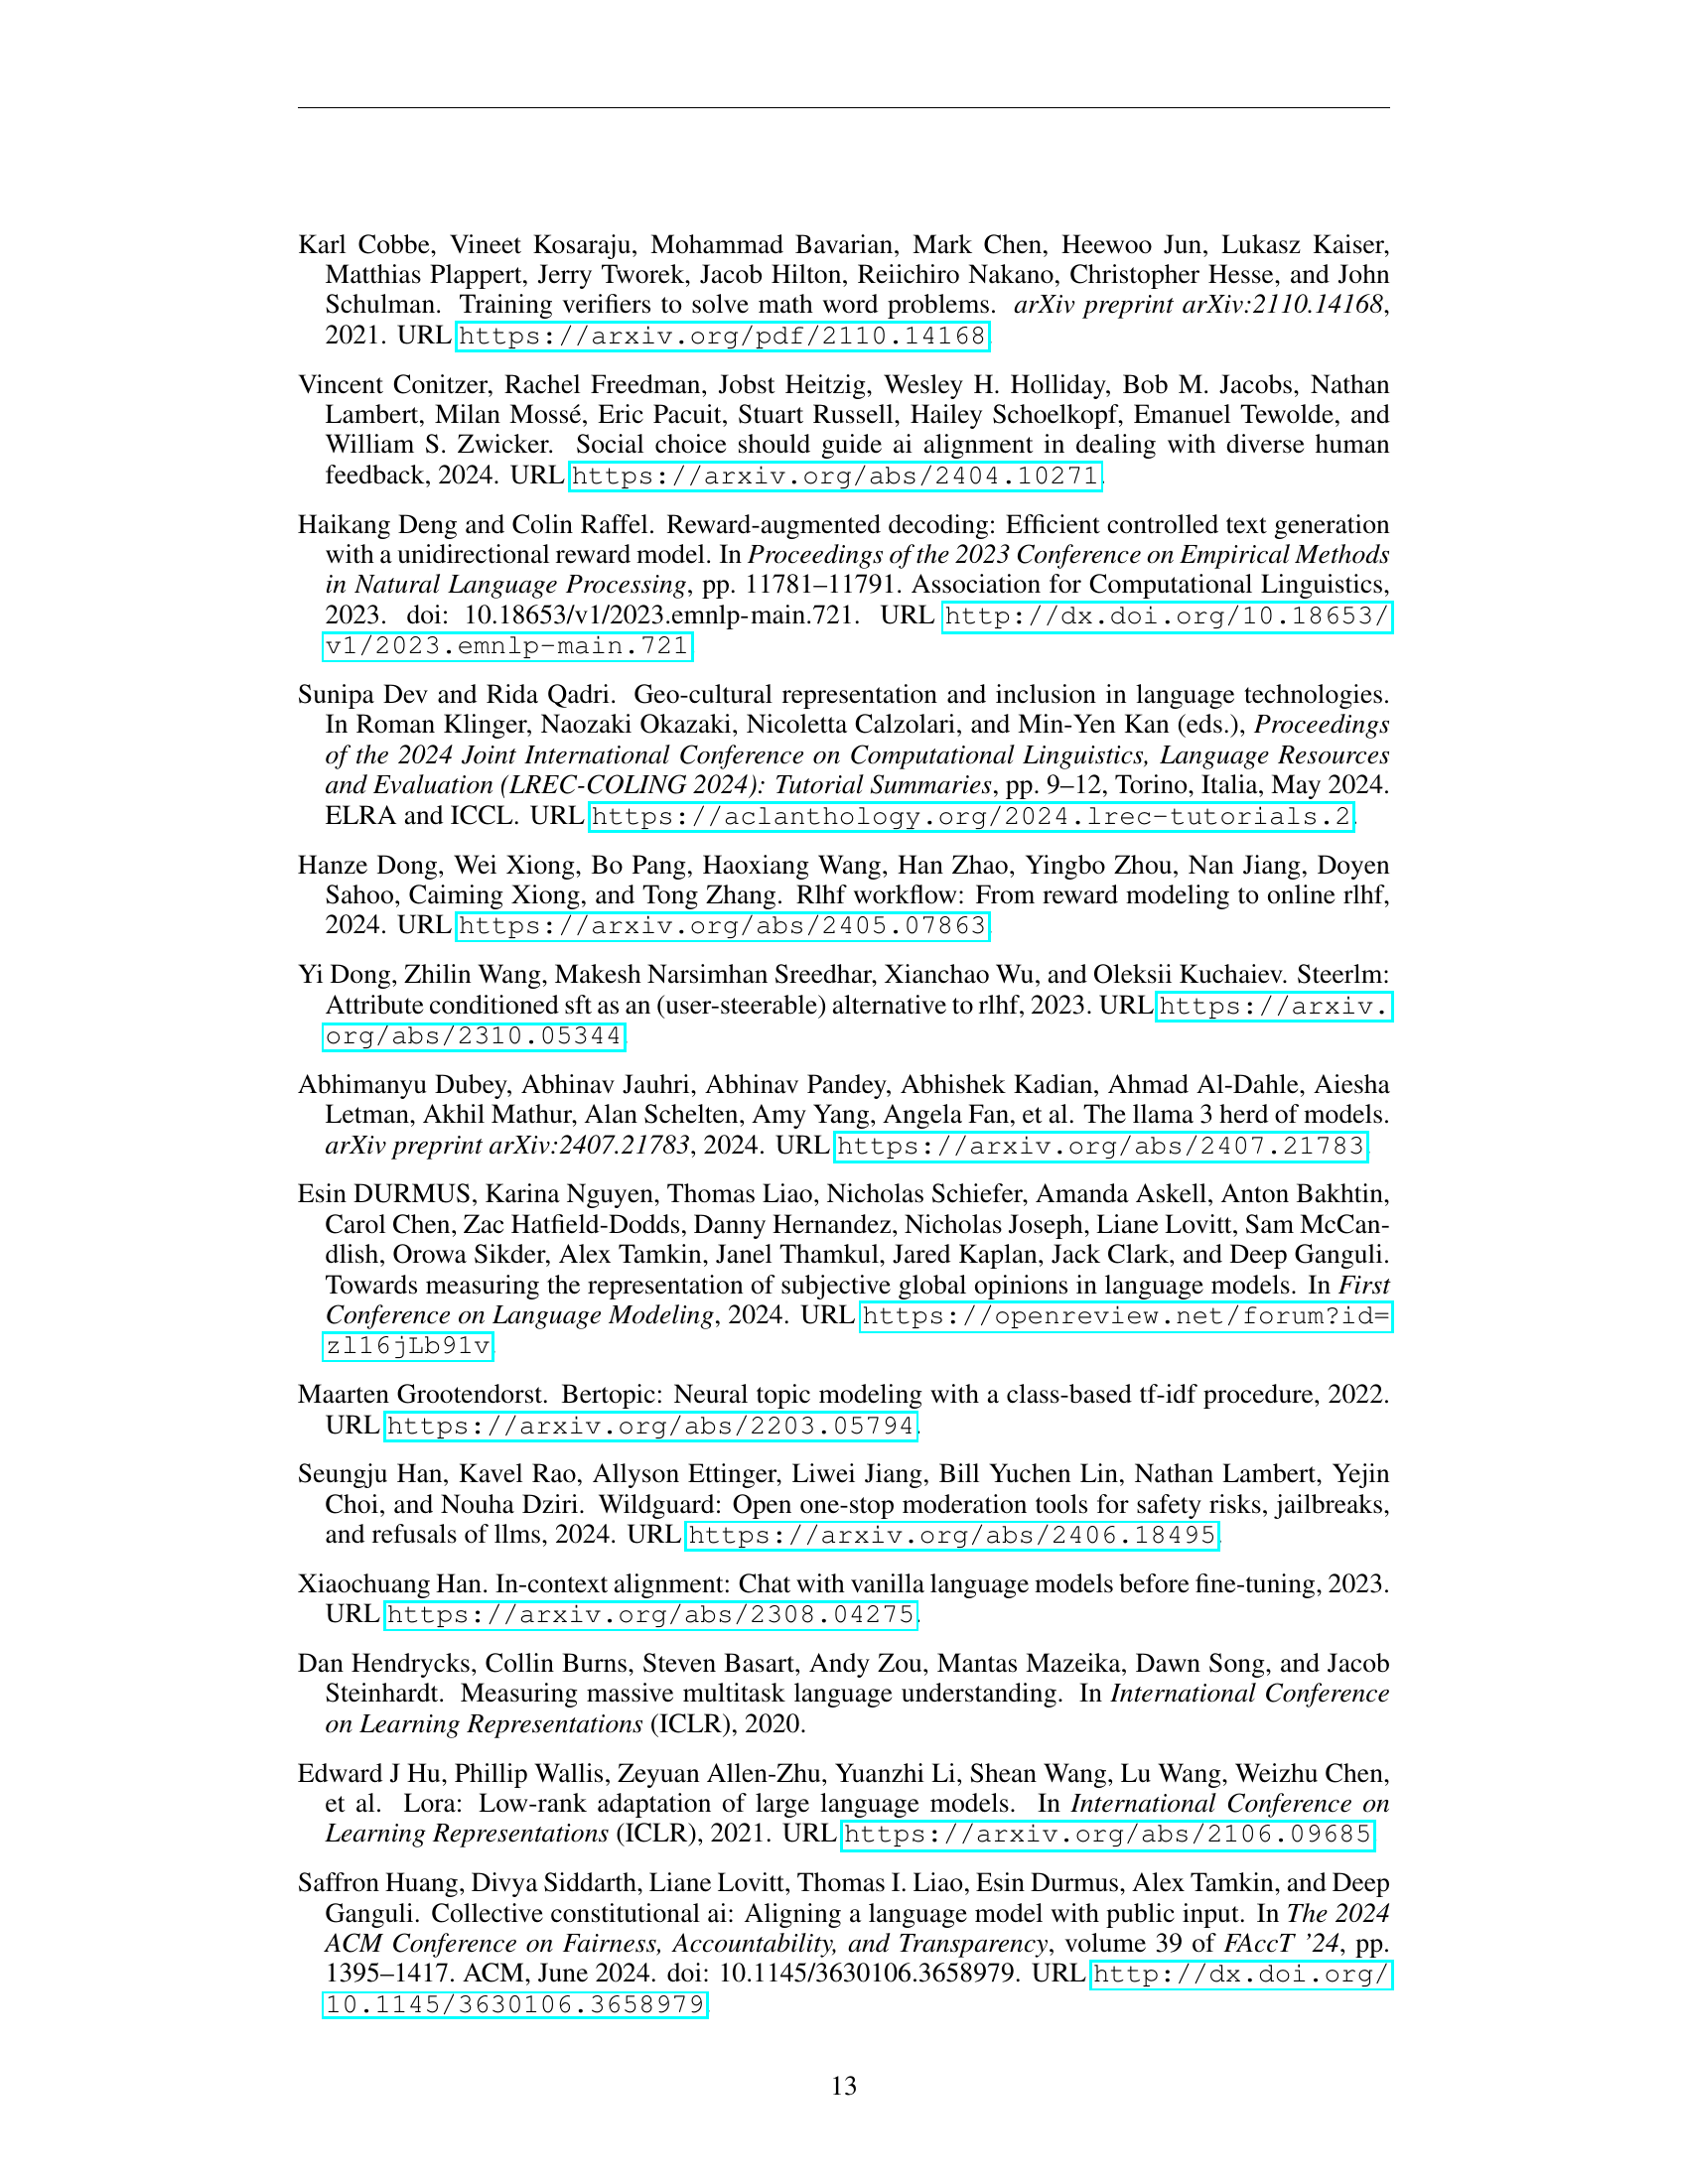 Karl Cobbe, Vineet Kosaraju, Mohammad Bavarian, Mark Chen, Heewoo Jun, Lukasz Kaiser,
Matthias Plappert, Jerry Tworek, Jacob Hilton, Reiichiro Nakano, Christopher Hesse, and John
Schulman. Training verifiers to solve math word problems. arXiv preprint arXiv:2110.14168,
2021. URL https://arxiv.org/pdf/2110.14168.
Vincent Conitzer, Rachel Freedman, Jobst Heitzig, Wesley H. Holliday, Bob M. Jacobs, Nathan
Lambert, Milan Mossé, Eric Pacuit, Stuart Russell, Hailey Schoelkopf, Emanuel Tewolde, and
William S. Zwicker. Social choice should guide ai alignment in dealing with diverse human
feedback, 2024. URL https://arxiv.org/abs/2404.10271.
Haikang Deng and Colin Raffel. Reward-augmented decoding: Efficient controlled text generation
with a unidirectional reward model. In Proceedings of the 2023 Conference on Empirical Methods
in Natural Language Processing, pp. 11781–11791. Association for Computational Linguistics,
2023. doi: 10.18653/v1/2023.emnlp-main.721. URL http://dx.doi.org/10.18653/
v1/2023.emnlp-main.721.
Sunipa Dev and Rida Qadri. Geo-cultural representation and inclusion in language technologies.
In Roman Klinger, Naozaki Okazaki, Nicoletta Calzolari, and Min-Yen Kan (eds.), Proceedings
of the 2024 Joint International Conference on Computational Linguistics, Language Resources
and Evaluation (LREC-COLING 2024): Tutorial Summaries, pp. 9–12, Torino, Italia, May 2024.
ELRA and ICCL. URL https://aclanthology.org/2024.lrec-tutorials.2.
Hanze Dong, Wei Xiong, Bo Pang, Haoxiang Wang, Han Zhao, Yingbo Zhou, Nan Jiang, Doyen
Sahoo, Caiming Xiong, and Tong Zhang. Rlhf workflow: From reward modeling to online rlhf,
2024. URL https://arxiv.org/abs/2405.07863.
Yi Dong, Zhilin Wang, Makesh Narsimhan Sreedhar, Xianchao Wu, and Oleksii Kuchaiev. Steerlm:
Attribute conditioned sft as an (user-steerable) alternative to rlhf, 2023. URL https://arxiv.
org/abs/2310.05344.
Abhimanyu Dubey, Abhinav Jauhri, Abhinav Pandey, Abhishek Kadian, Ahmad Al-Dahle, Aiesha
Letman, Akhil Mathur, Alan Schelten, Amy Yang, Angela Fan, et al. The llama 3 herd of models.
arXiv preprint arXiv:2407.21783, 2024. URL https://arxiv.org/abs/2407.21783.
Esin DURMUS, Karina Nguyen, Thomas Liao, Nicholas Schiefer, Amanda Askell, Anton Bakhtin,
Carol Chen, Zac Hatfield-Dodds, Danny Hernandez, Nicholas Joseph, Liane Lovitt, Sam McCan-
dlish, Orowa Sikder, Alex Tamkin, Janel Thamkul, Jared Kaplan, Jack Clark, and Deep Ganguli.
Towards measuring the representation of subjective global opinions in language models. In First
Conference on Language Modeling, 2024. URL https://openreview.net/forum?id=
zl16jLb91v.
Maarten Grootendorst. Bertopic: Neural topic modeling with a class-based tf-idf procedure, 2022.
URL https://arxiv.org/abs/2203.05794.
Seungju Han, Kavel Rao, Allyson Ettinger, Liwei Jiang, Bill Yuchen Lin, Nathan Lambert, Yejin
Choi, and Nouha Dziri. Wildguard: Open one-stop moderation tools for safety risks, jailbreaks,
and refusals of llms, 2024. URL https://arxiv.org/abs/2406.18495.
Xiaochuang Han. In-context alignment: Chat with vanilla language models before fine-tuning, 2023.
URL https://arxiv.org/abs/2308.04275.
Dan Hendrycks, Collin Burns, Steven Basart, Andy Zou, Mantas Mazeika, Dawn Song, and Jacob
Steinhardt. Measuring massive multitask language understanding. In International Conference
on Learning Representations (ICLR), 2020.
Edward J Hu, Phillip Wallis, Zeyuan Allen-Zhu, Yuanzhi Li, Shean Wang, Lu Wang, Weizhu Chen,
et al. Lora: Low-rank adaptation of large language models. In International Conference on
Learning Representations (ICLR), 2021. URL https://arxiv.org/abs/2106.09685.
Saffron Huang, Divya Siddarth, Liane Lovitt, Thomas I. Liao, Esin Durmus, Alex Tamkin, and Deep
Ganguli. Collective constitutional ai: Aligning a language model with public input. In The 2024
ACM Conference on Fairness, Accountability, and Transparency, volume 39 of FAccT '24, pp.
1395–1417. ACM, June 2024. doi: 10.1145/3630106.3658979. URL http://dx.doi.org/
10.1145/3630106.3658979.
13